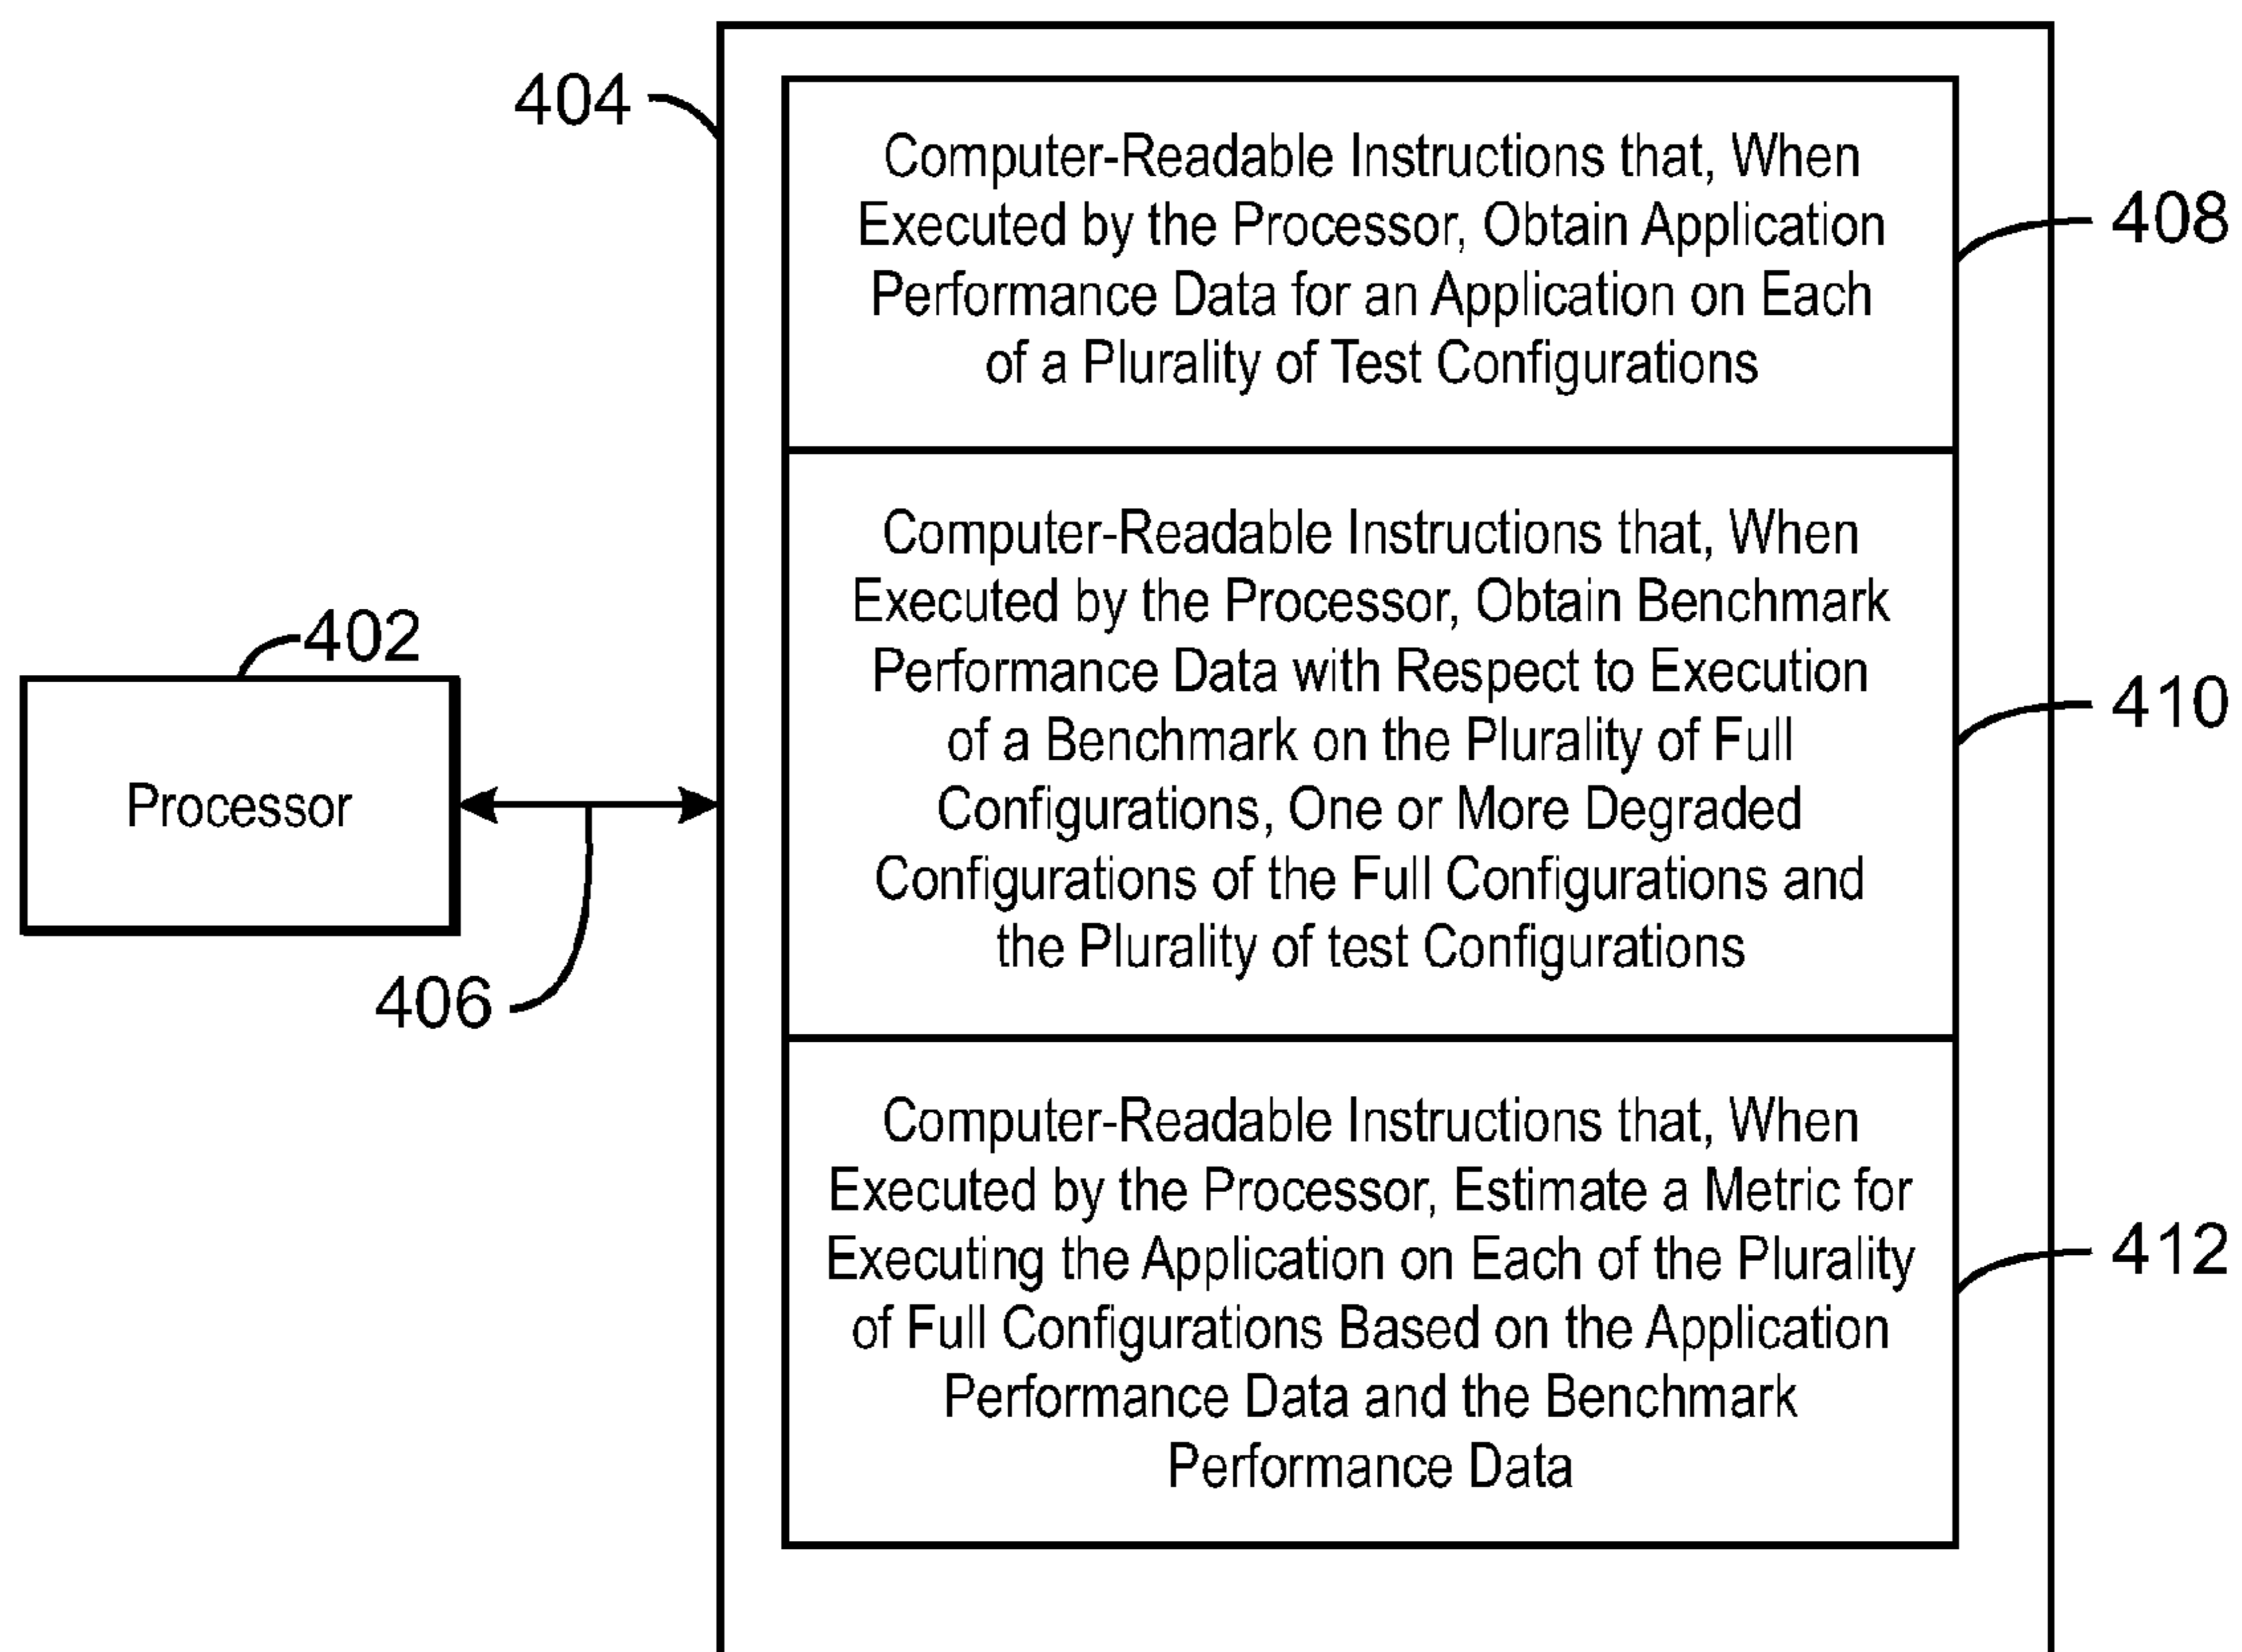 404
Computer-Readable Instructions that, When
Executed by the Processor, Obtain Application
Performance Data for an Application on Each
of a Plurality of Test Configurations
408
Computer-Readable Instructions that, When
Executed by the Processor, Obtain Benchmark
Performance Data with Respect to Execution
of a Benchmark on the Plurality of Full
Configurations, One or More Degraded
Configurations of the Full Configurations and
the Plurality of test Configurations
410
402
Processor
406
Computer-Readable Instructions that, When
Executed by the Processor, Estimate a Metric for
Executing the Application on Each of the Plurality
of Full Configurations Based on the Application
Performance Data and the Benchmark
Performance Data
412